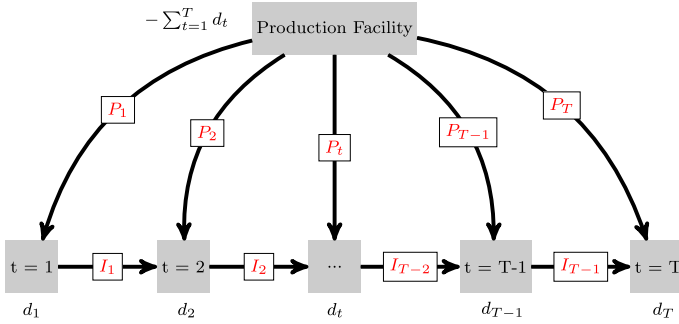 −∑_{t=1}^{T} d_t
Production Facility
P_1
P_2
P_t
P_{T−1}
P_T
t = 1
I_1
t = 2
I_2
...
I_{T−2}
t = T-1
I_{T−1}
t = T
d_1
d_2
d_t
d_{T−1}
d_T